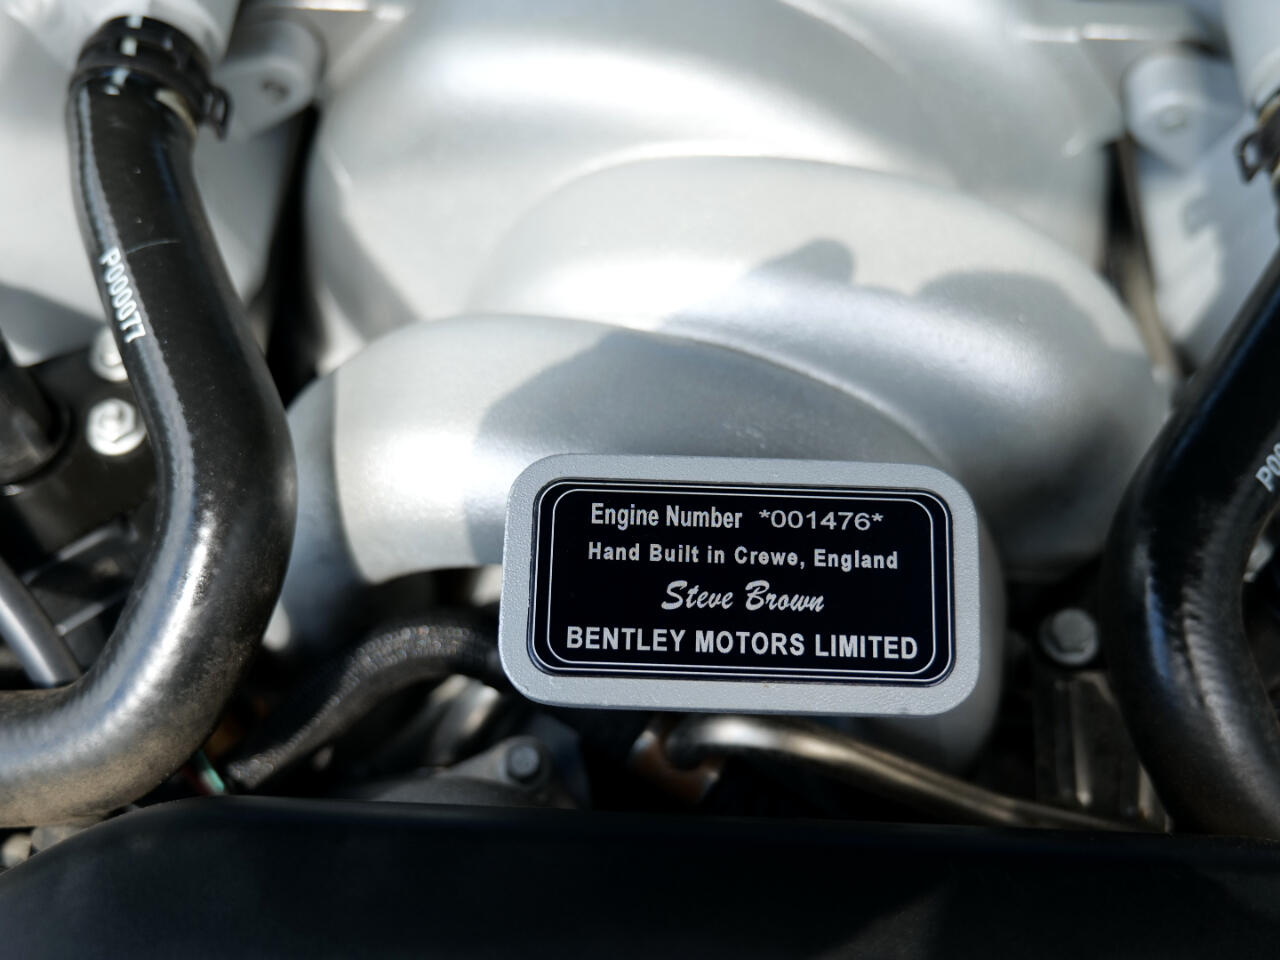 P000077
Engine Number *001476*
Hand Built in Crewe, England
Steve Brown
BENTLEY MOTORS LIMITED